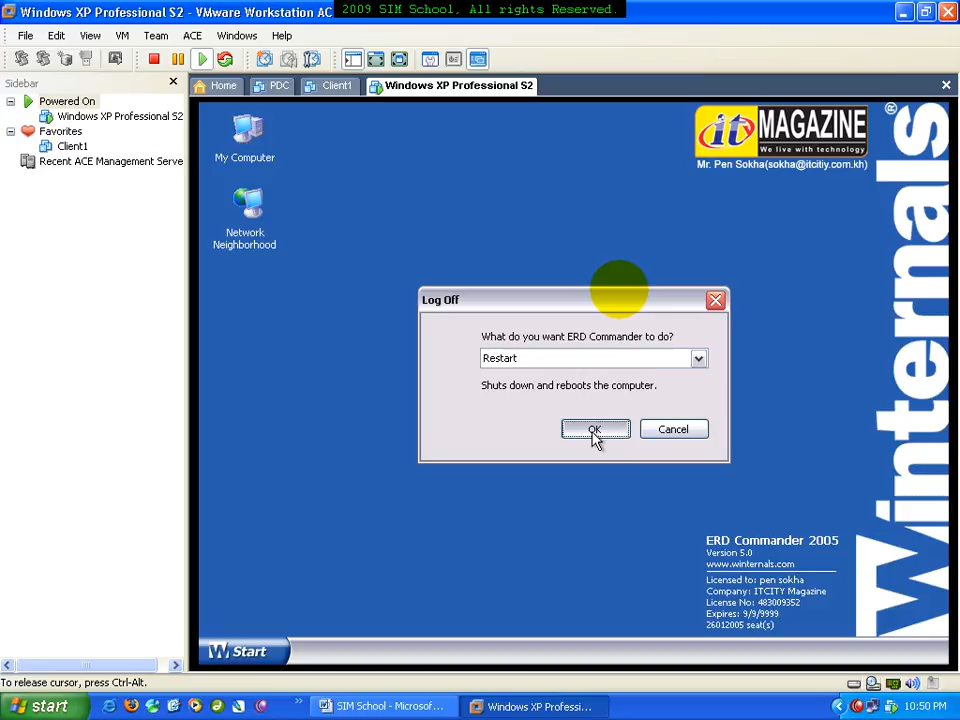 Windows XP Professional S2 - VMware Workstation AC
2009 SIM School. All rights Reserved.
File Edit View VM Team ACE Windows Help
Sidebar
Home
PDC
Client1
Windows XP Professional S2
Powered On
Windows XP Professional S2
Favorites
Client1
Recent ACE Management Serve
My Computer
Network
Neighborhood
it MAGAZINE
We live with technology
Mr. Pen Sokha(sokha@itcitiy.com.kh)
Winternals®
Log Off
What do you want ERD Commander to do?
Restart
Shuts down and reboots the computer.
OK
Cancel
ERD Commander 2005
Version 5.0
www.winternals.com
Licensed to: pen sokha
Company: ITCITY Magazine
License No: 483009352
Expires: 9/9/9999
26012005 seat(s)
W Start
To release cursor, press Ctrl-Alt.
start
SIM School - Microsof...
Windows XP Professi...
10:50 PM